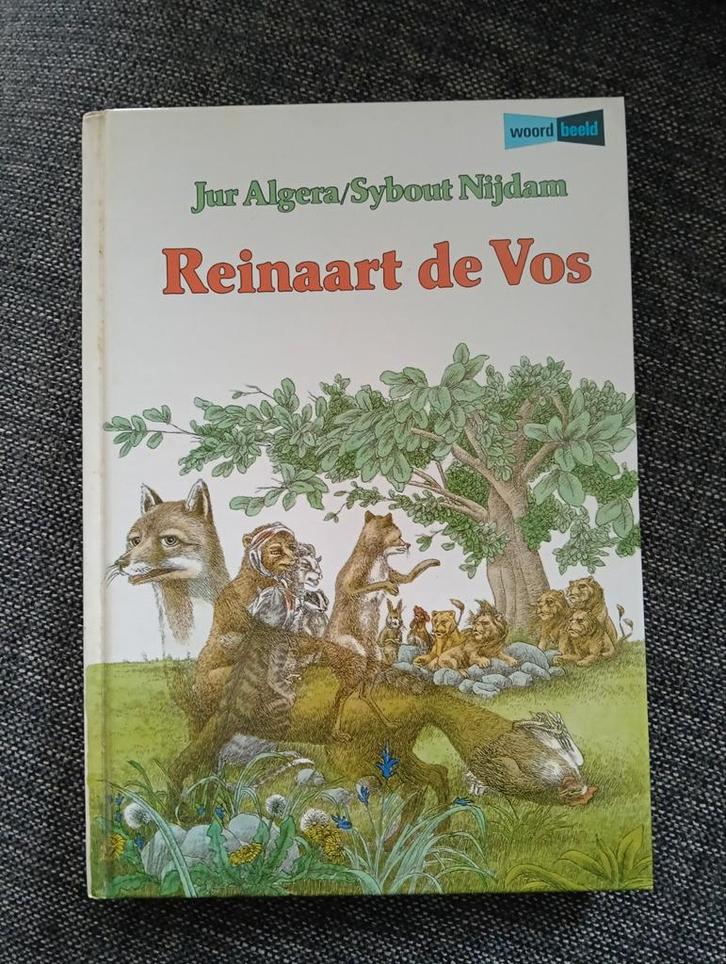 woord beeld
Jur Algera/Sybout Nijdam
Reinaart de Vos